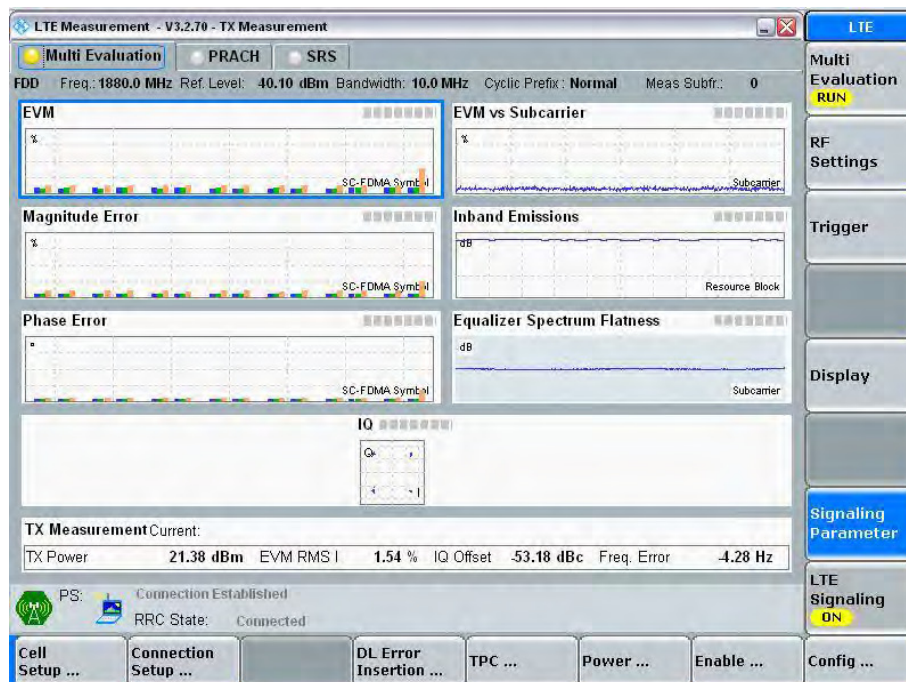 LTE Measurement - V3.2.70 - TX Measurement
LTE
Multi Evaluation PRACH SRS
FDD Freq.: 1880.0 MHz Ref. Level: 40.10 dBm Bandwidth: 10.0 MHz Cyclic Prefix: Normal Meas Subfr.: 0
Multi
Evaluation
RUN
EVM
%
SC-FDMA Symbol
EVM vs Subcarrier
%
Subcarrier
RF
Settings
Magnitude Error
%
SC-FDMA Symbol
Inband Emissions
dB
Resource Block
Trigger
Phase Error
°
SC-FDMA Symbol
Equalizer Spectrum Flatness
dB
Subcarrier
Display
IQ
Q
I
Signaling
Parameter
TX Measurement Current:
TX Power 21.38 dBm EVM RMS I 1.54 % IQ Offset -53.18 dBc Freq. Error -4.28 Hz
PS: Connection Established
RRC State: Connected
LTE
Signaling
ON
Cell
Setup ...
Connection
Setup ...
DL Error
Insertion ...
TPC ...
Power ...
Enable ...
Config ...